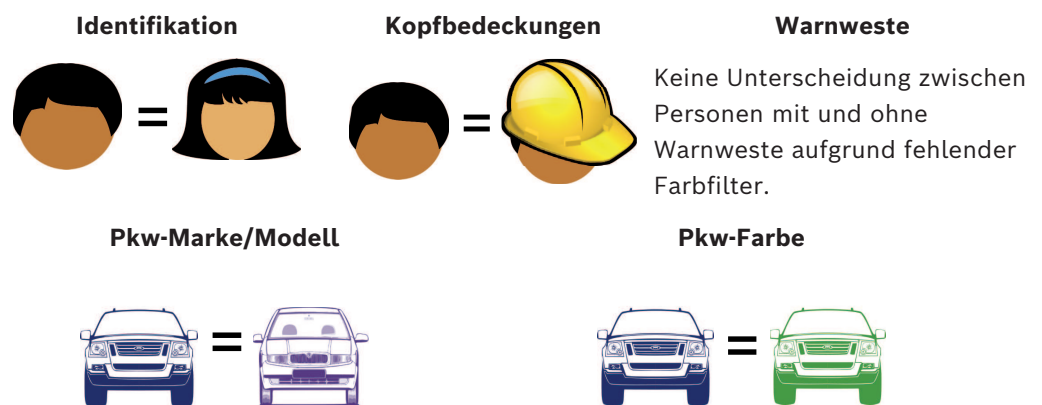 Identifikation
Kopfbedeckungen
Warnweste
=
=
Keine Unterscheidung zwischen
Personen mit und ohne
Warnweste aufgrund fehlender
Farbfilter.
Pkw-Marke/Modell
Pkw-Farbe
=
=